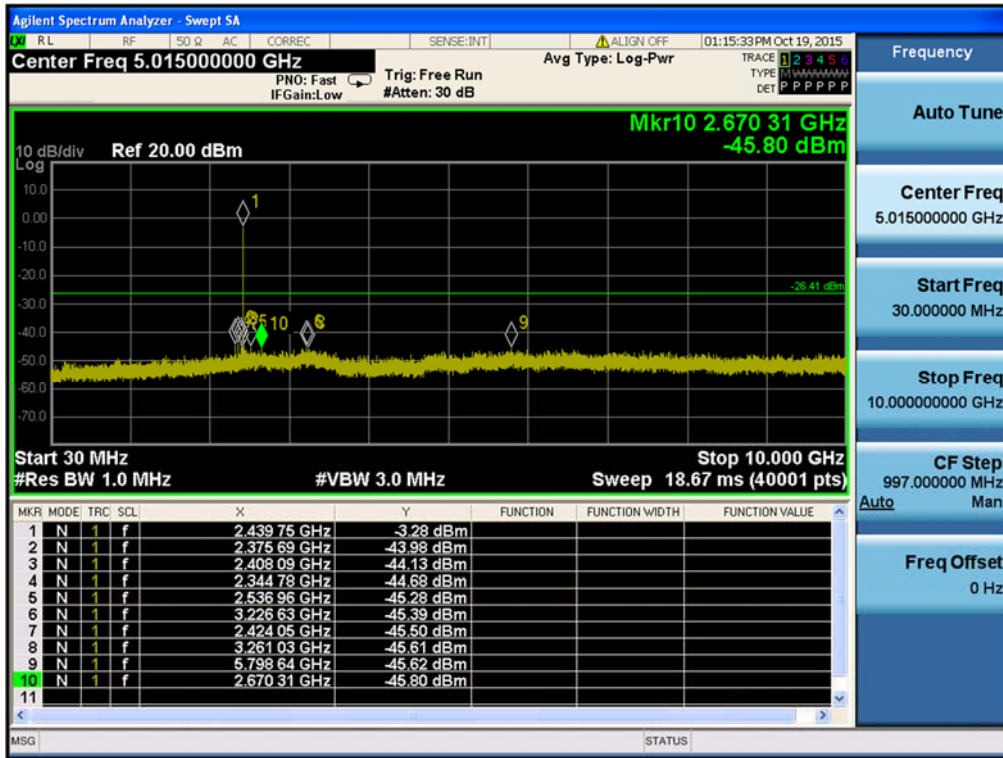 Agilent Spectrum Analyzer - Swept SA
LXI RL RF 50 Ω AC CORREC SENSE:INT ALIGN OFF 01:15:33 PM Oct 19, 2015
Center Freq 5.015000000 GHz
PNO: Fast
IFGain:Low
Trig: Free Run
#Atten: 30 dB
Avg Type: Log-Pwr
TRACE 1 2 3 4 5 6
TYPE M
DET P P P P P P
Mkr10 2.670 31 GHz
-45.80 dBm
10 dB/div Ref 20.00 dBm
Log
10.0
0.00
-10.0
-20.0
-30.0
-40.0
-50.0
-60.0
-70.0
1
-26.41 dBm
5 10
9
Start 30 MHz
Stop 10.000 GHz
#Res BW 1.0 MHz
#VBW 3.0 MHz
Sweep 18.67 ms (40001 pts)
MKR MODE TRC SCL X Y FUNCTION FUNCTION WIDTH FUNCTION VALUE
1 N 1 f 2.439 75 GHz -3.28 dBm
2 N 1 f 2.375 69 GHz -43.98 dBm
3 N 1 f 2.408 09 GHz -44.13 dBm
4 N 1 f 2.344 78 GHz -44.68 dBm
5 N 1 f 2.536 96 GHz -45.28 dBm
6 N 1 f 3.226 63 GHz -45.39 dBm
7 N 1 f 2.424 05 GHz -45.50 dBm
8 N 1 f 3.261 03 GHz -45.61 dBm
9 N 1 f 5.798 64 GHz -45.62 dBm
10 N 1 f 2.670 31 GHz -45.80 dBm
11
MSG
STATUS
Frequency
Auto Tune
Center Freq
5.015000000 GHz
Start Freq
30.000000 MHz
Stop Freq
10.000000000 GHz
CF Step
997.000000 MHz
Auto Man
Freq Offset
0 Hz